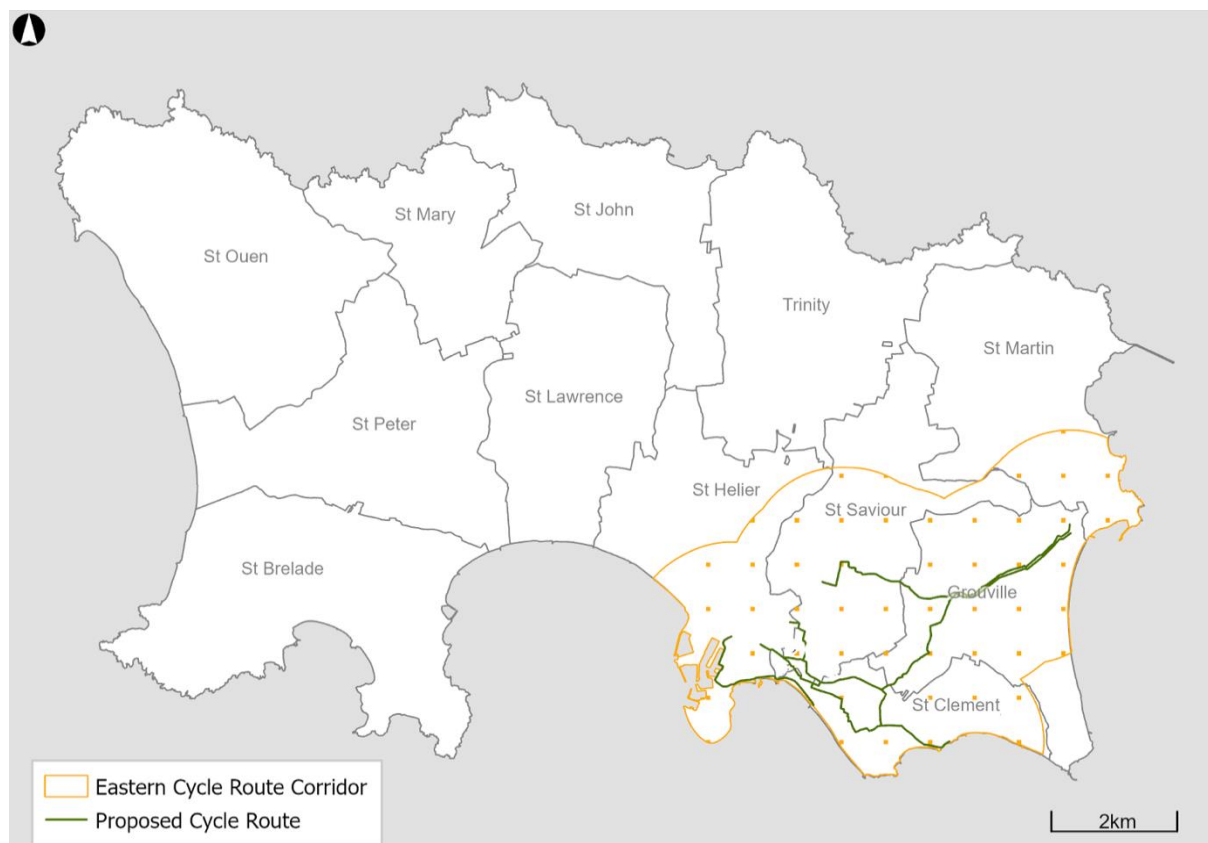 St Mary
St John
St Ouen
Trinity
St Martin
St Lawrence
St Peter
St Helier
St Saviour
St Brelade
Grouville
St Clement
Eastern Cycle Route Corridor
Proposed Cycle Route
2km